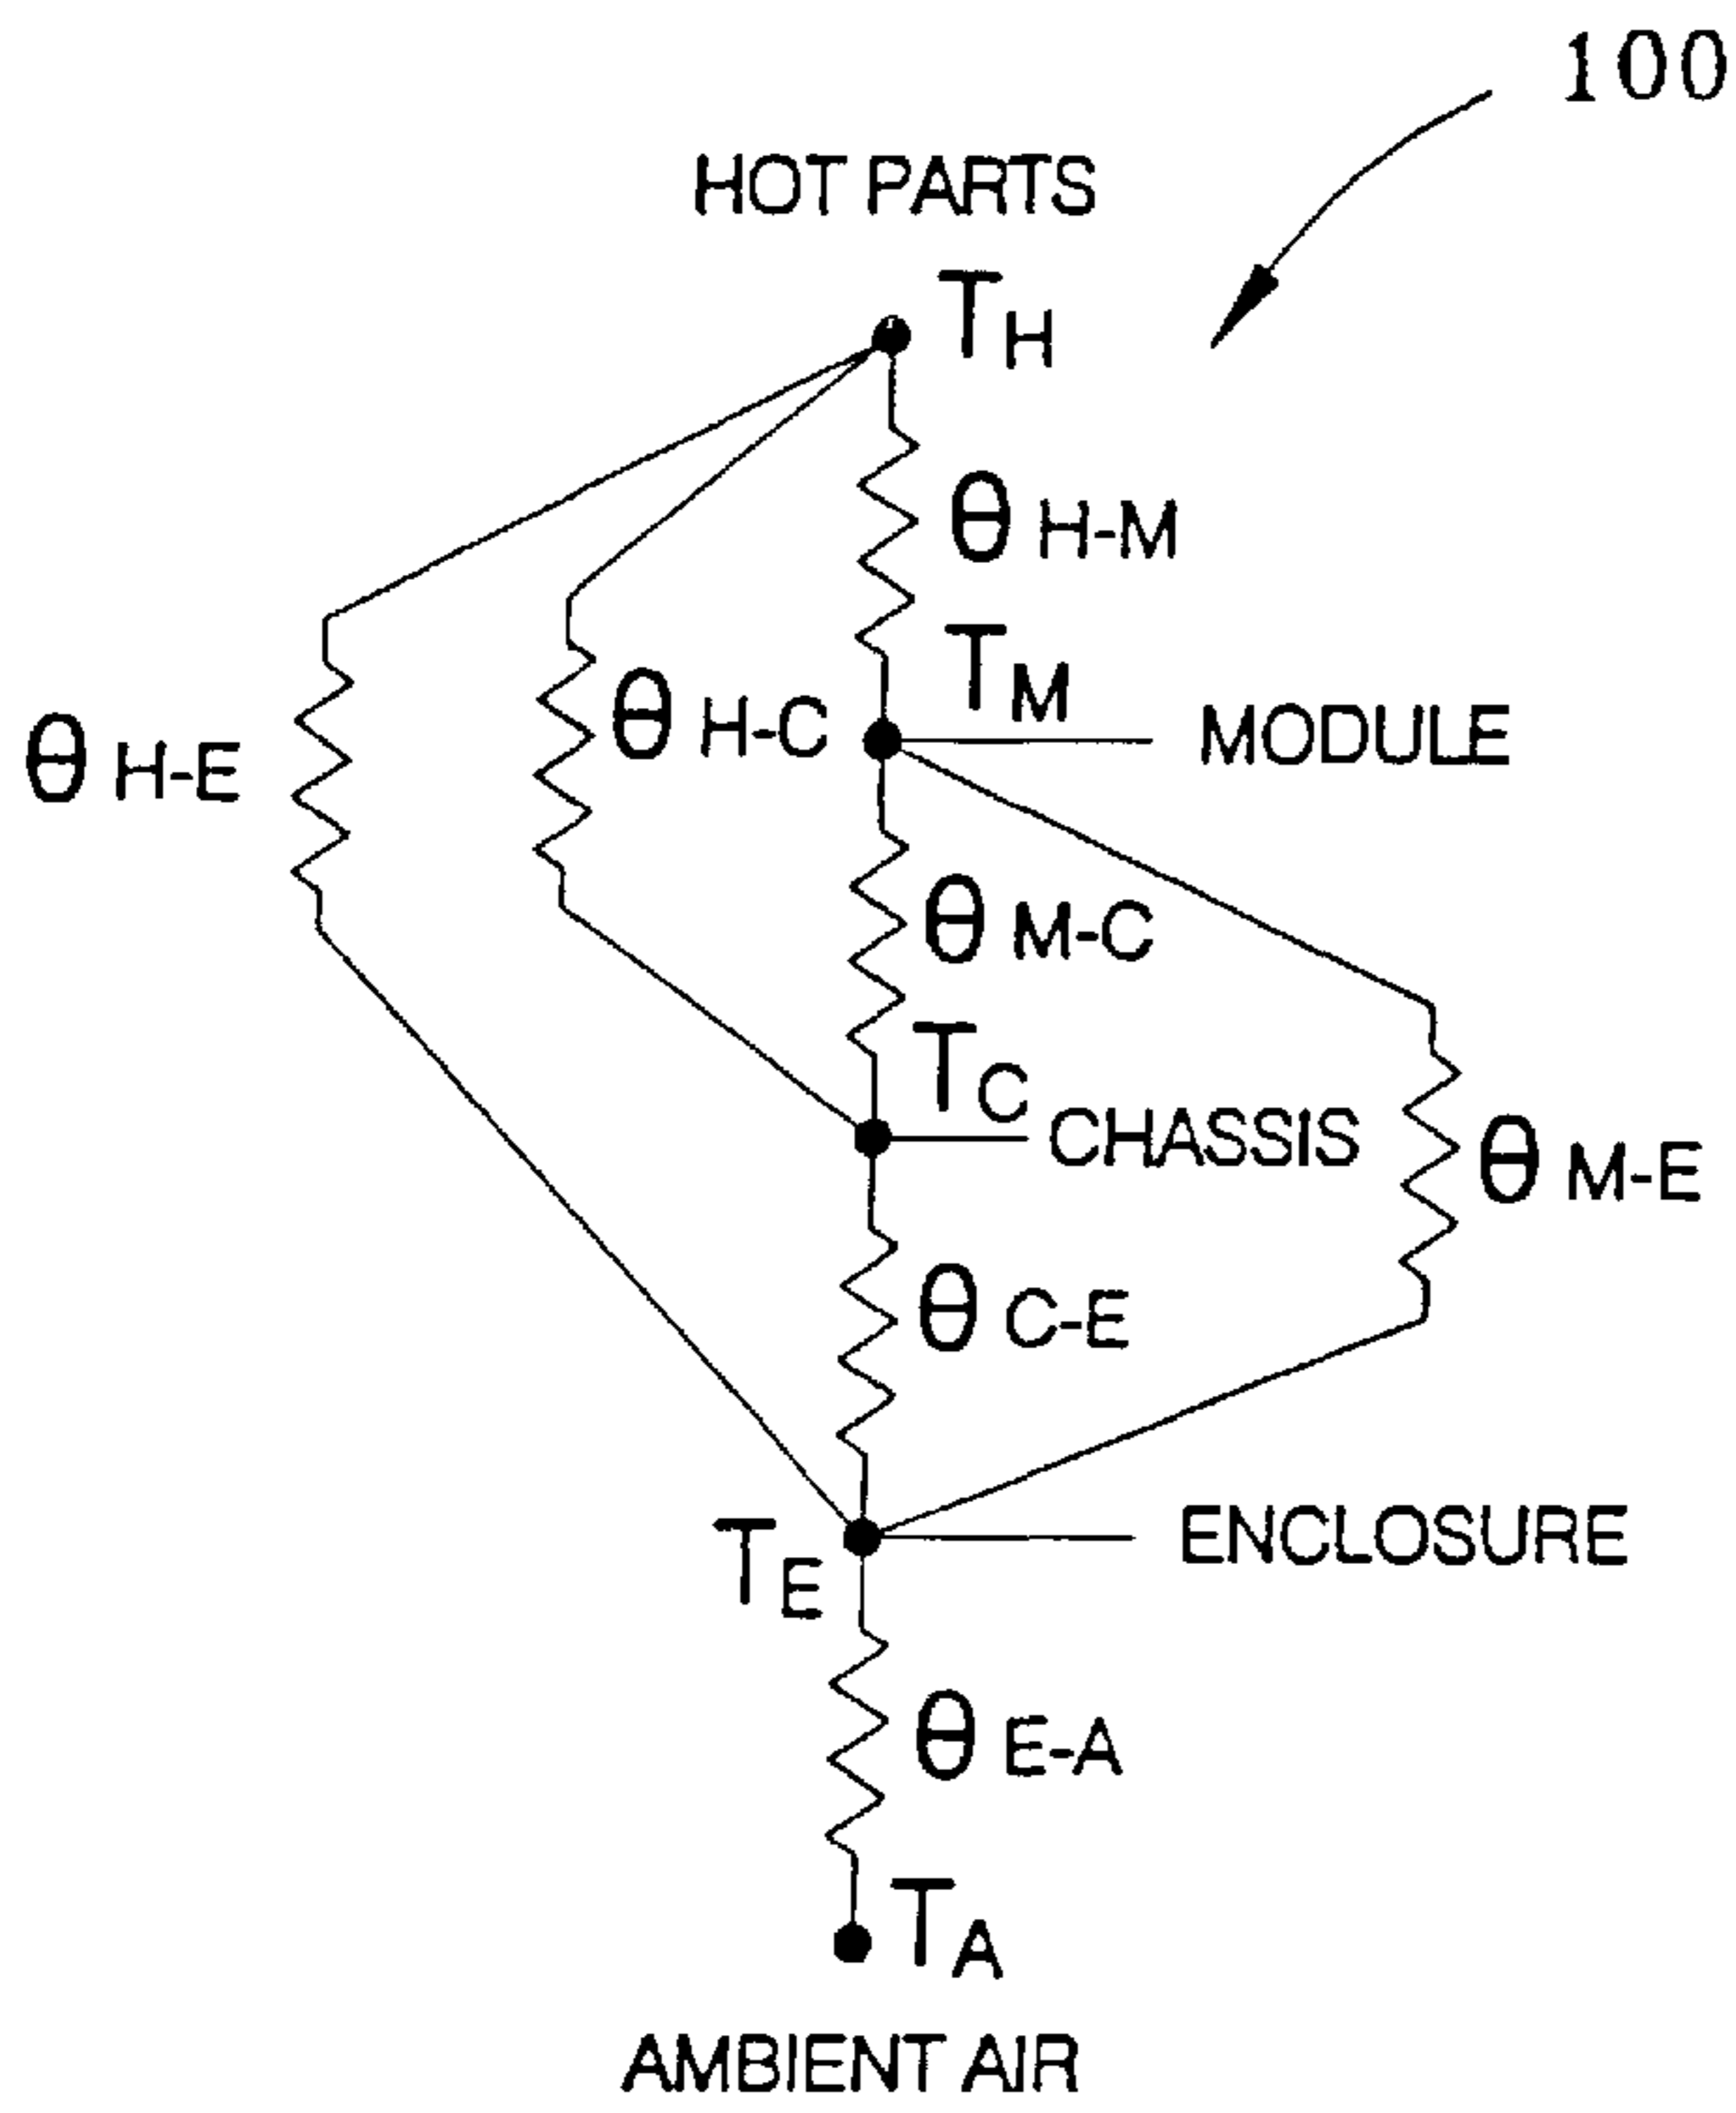 100
HOT PARTS
TH
θ H-M
TM
θ H-E
θ H-C
MODULE
θ M-C
TC
CHASSIS
θ M-E
θ C-E
TE
ENCLOSURE
θ E-A
TA
AMBIENT AIR